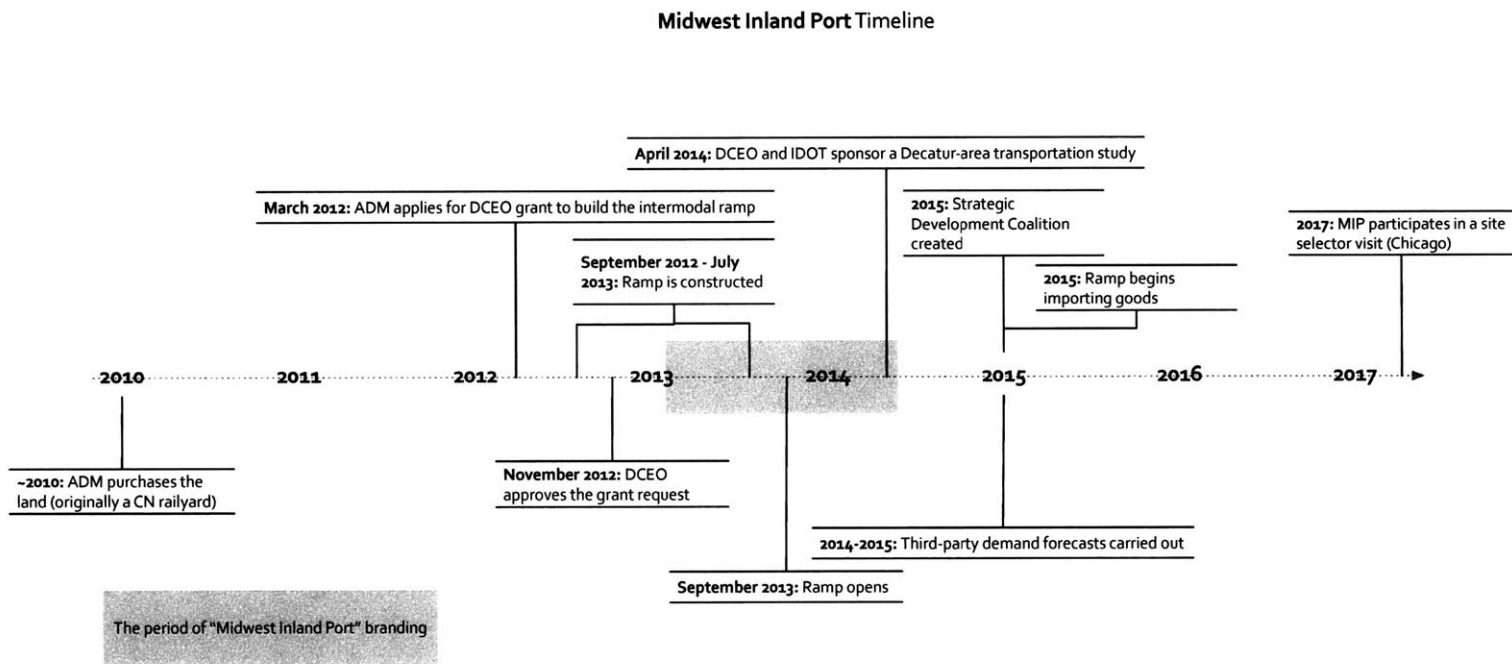 Midwest Inland Port Timeline
April 2014: DCEO and IDOT sponsor a Decatur-area transportation study
March 2012: ADM applies for DCEO grant to build the intermodal ramp
2015: Strategic
Development Coalition
created
2017: MIP participates in a site
selector visit (Chicago)
September 2012 - July
2013: Ramp is constructed
2015: Ramp begins
importing goods
2010 2011 2012 2013 2014 2015 2016 2017
~2010: ADM purchases the
land (originally a CN railyard)
November 2012: DCEO
approves the grant request
2014-2015: Third-party demand forecasts carried out
September 2013: Ramp opens
The period of "Midwest Inland Port" branding